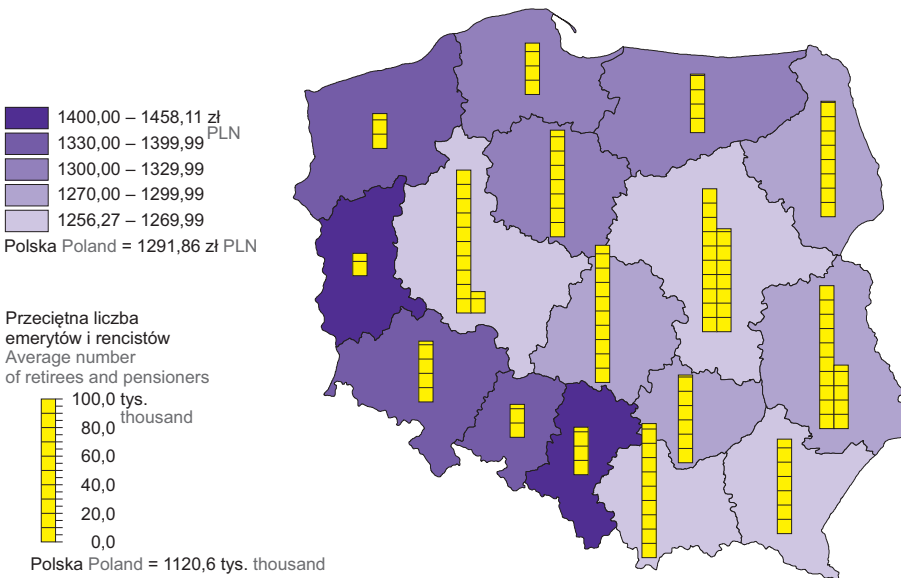 1400,00 – 1458,11 zł
PLN
1330,00 – 1399,99
1300,00 – 1329,99
1270,00 – 1299,99
1256,27 – 1269,99
Polska Poland = 1291,86 zł PLN
Przeciętna liczba
emerytów i rencistów
Average number
of retirees and pensioners
100,0 tys.
thousand
80,0
60,0
40,0
20,0
0,0
Polska Poland = 1120,6 tys. thousand